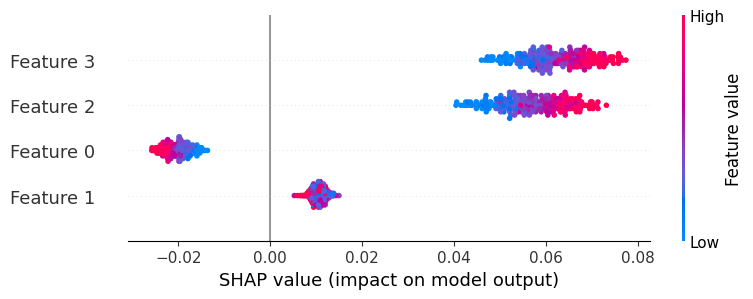 High
Feature 3
Feature 2
Feature 0
Feature 1
Feature value
Low
−0.02 0.00 0.02 0.04 0.06 0.08
SHAP value (impact on model output)